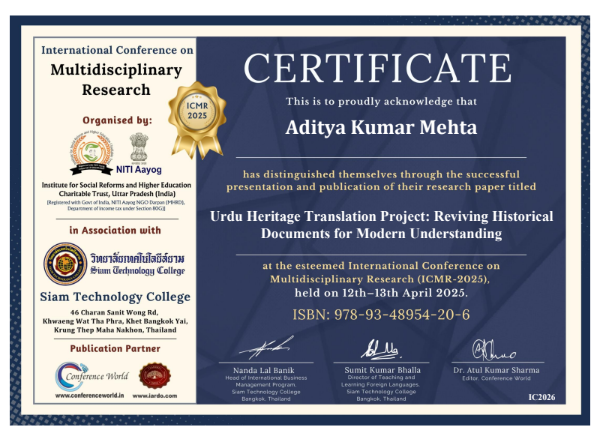 International Conference on
Multidisciplinary
Research
Organised by:
NITI Aayog
Institute for Social Reforms and Higher Education
Charitable Trust, Uttar Pradesh (India)
[Registered with Govt of India, NITI Aayog NGO Darpan (MHRD),
Department of Income tax under Section 80G)]
in Association with
วิทยาลัยเทคโนโลยีสยาม
Siam Technology College
Siam Technology College
46 Charan Sanit Wong Rd,
Khwaeng Wat Tha Phra, Khet Bangkok Yai,
Krung Thep Maha Nakhon, Thailand
Publication Partner
Conference World
www.conferenceworld.in www.iardo.com
ICMR
2025
CERTIFICATE
This is to proudly acknowledge that
Aditya Kumar Mehta
has distinguished themselves through the successful
presentation and publication of their research paper titled
Urdu Heritage Translation Project: Reviving Historical
Documents for Modern Understanding
at the esteemed International Conference on
Multidisciplinary Research (ICMR-2025),
held on 12th–13th April 2025.
ISBN: 978-93-48954-20-6
Nanda Lal Banik
Head of International Business
Management Program,
Siam Technology College
Bangkok, Thailand
Sumit Kumar Bhalla
Director of Teaching and
Learning Foreign Languages,
Siam Technology College
Bangkok, Thailand
Dr. Atul Kumar Sharma
Editor, Conference World
IC2026